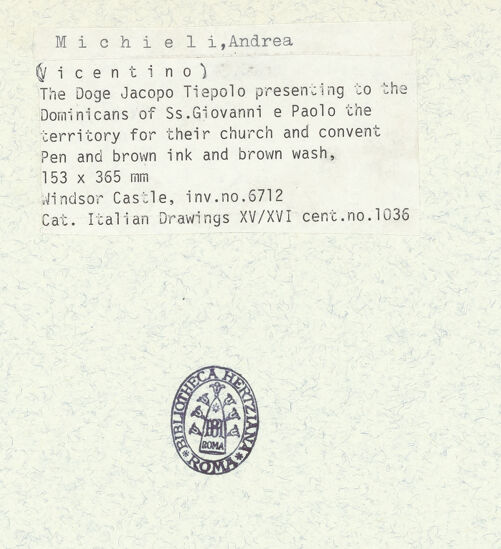 M i c h i e l i,Andrea
(V i c e n t i n o)
The Doge Jacopo Tiepolo presenting to the
Dominicans of Ss.Giovanni e Paolo the
territory for their church and convent
Pen and brown ink and brown wash,
153 x 365 mm
Windsor Castle, inv.no.6712
Cat. Italian Drawings XV/XVI cent.no.1036
BIBLIOTHECA HERTZIANA
BH
ROMA
* ROMA *